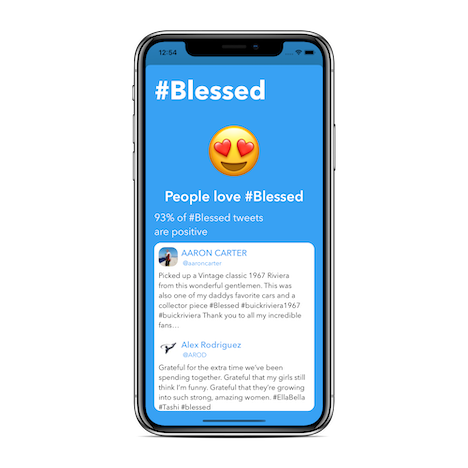 12:54
#Blessed
People love #Blessed
93% of #Blessed tweets
are positive
AARON CARTER
@aaroncarter
Picked up a Vintage classic 1967 Riviera
from this wonderful gentlemen. This was
also one of my daddys favorite cars and a
collector piece #Blessed #buickriviera1967
#buickriviera Thank you to all my incredible
fans…
Alex Rodriguez
@AROD
Grateful for the extra time we've been
spending together. Grateful that my girls still
think I'm funny. Grateful that they're growing
into such strong, amazing women. #EllaBella
#Tashi #blessed